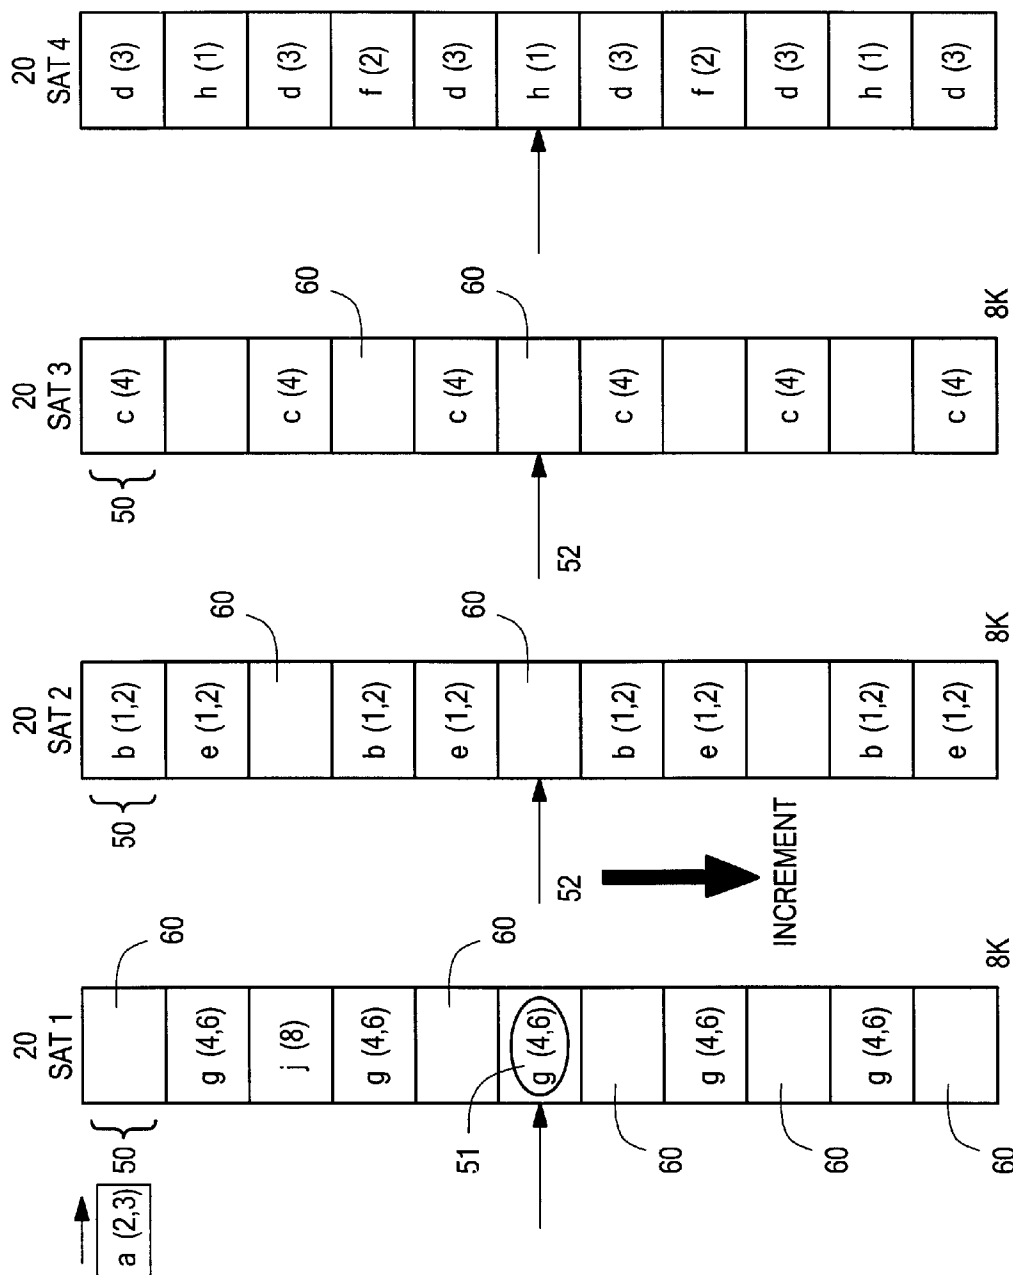 a (2,3)
20
SAT 1
50
60
g (4,6)
j (8)
g (4,6)
60
51
g (4,6)
60
g (4,6)
60
g (4,6)
60
8K
52
INCREMENT
20
SAT 2
50
b (1,2)
e (1,2)
60
b (1,2)
e (1,2)
60
b (1,2)
e (1,2)
b (1,2)
e (1,2)
8K
52
20
SAT 3
50
c (4)
c (4)
60
c (4)
60
c (4)
c (4)
c (4)
8K
20
SAT 4
d (3)
h (1)
d (3)
f (2)
d (3)
h (1)
d (3)
f (2)
d (3)
h (1)
d (3)